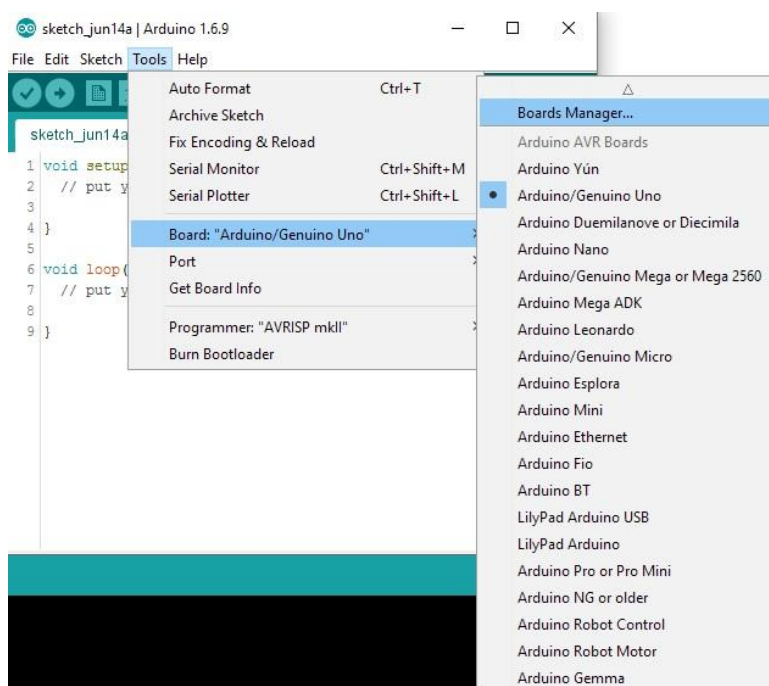 sketch_jun14a | Arduino 1.6.9
File Edit Sketch Tools Help
sketch_jun14a
1 void setup
2 // put y
3
4 }
5
6 void loop(
7 // put y
8
9 }
Auto Format Ctrl+T
Archive Sketch
Fix Encoding & Reload
Serial Monitor Ctrl+Shift+M
Serial Plotter Ctrl+Shift+L
Board: "Arduino/Genuino Uno"
Port
Get Board Info
Programmer: "AVRISP mkII"
Burn Bootloader
Boards Manager...
Arduino AVR Boards
Arduino Yún
Arduino/Genuino Uno
Arduino Duemilanove or Diecimila
Arduino Nano
Arduino/Genuino Mega or Mega 2560
Arduino Mega ADK
Arduino Leonardo
Arduino/Genuino Micro
Arduino Esplora
Arduino Mini
Arduino Ethernet
Arduino Fio
Arduino BT
LilyPad Arduino USB
LilyPad Arduino
Arduino Pro or Pro Mini
Arduino NG or older
Arduino Robot Control
Arduino Robot Motor
Arduino Gemma